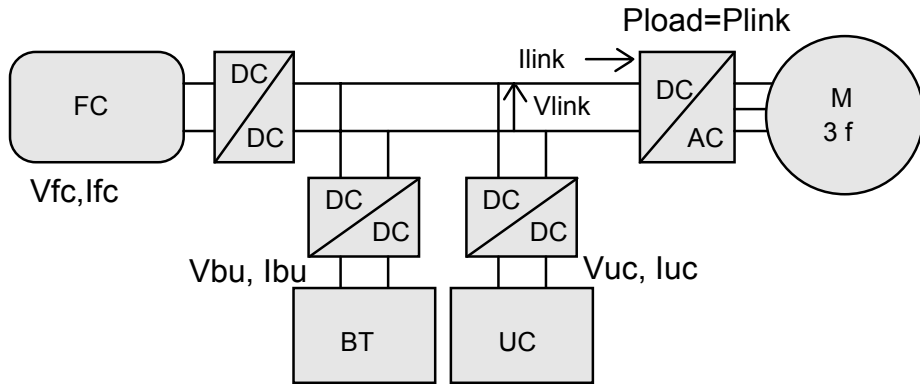 Pload=Plink
Ilink
DC
DC
DC
AC
FC
Vlink
M
3 f
Vfc,Ifc
DC
DC
DC
DC
Vbu, Ibu
Vuc, Iuc
BT
UC